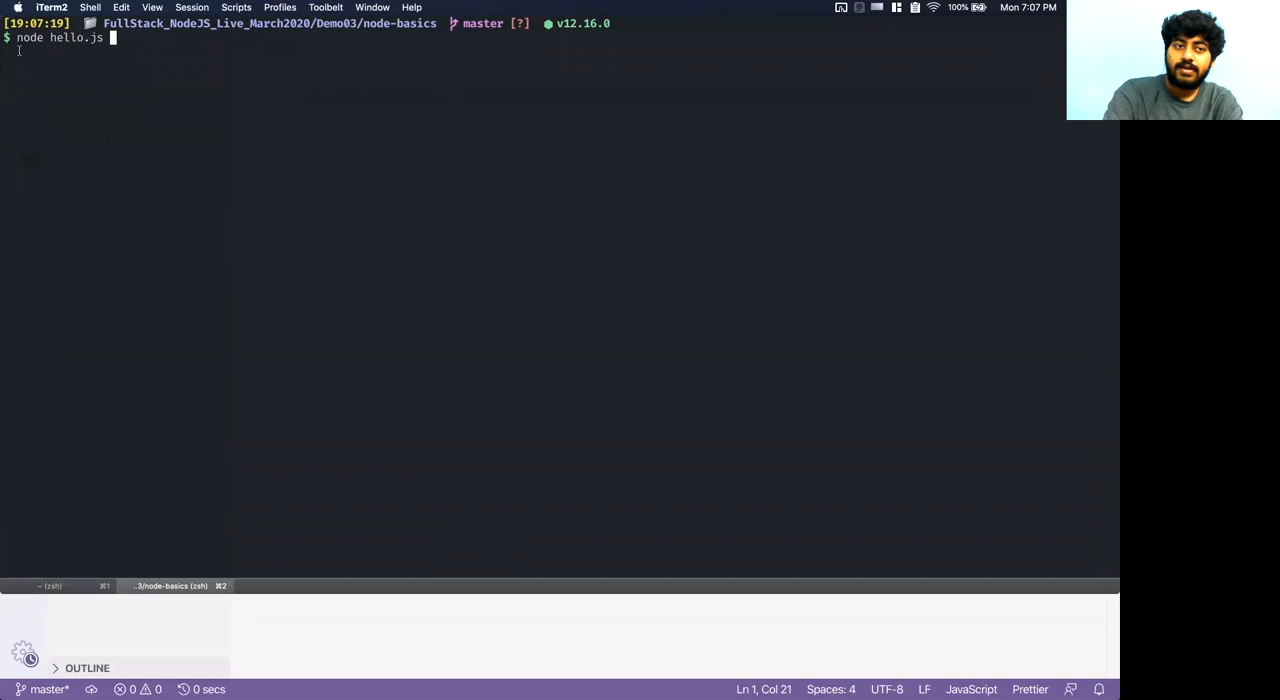 iTerm2 Shell Edit View Session Scripts Profiles Toolbelt Window Help 100% Mon 7:07 PM
[19:07:19] FullStack_NodeJS_Live_March2020/Demo03/node-basics master [?] v12.16.0
$ node hello.js
~ (zsh) ⌘1 ..3/node-basics (zsh) ⌘2
OUTLINE
master* 0 0 0 secs Ln 1, Col 21 Spaces: 4 UTF-8 LF JavaScript Prettier